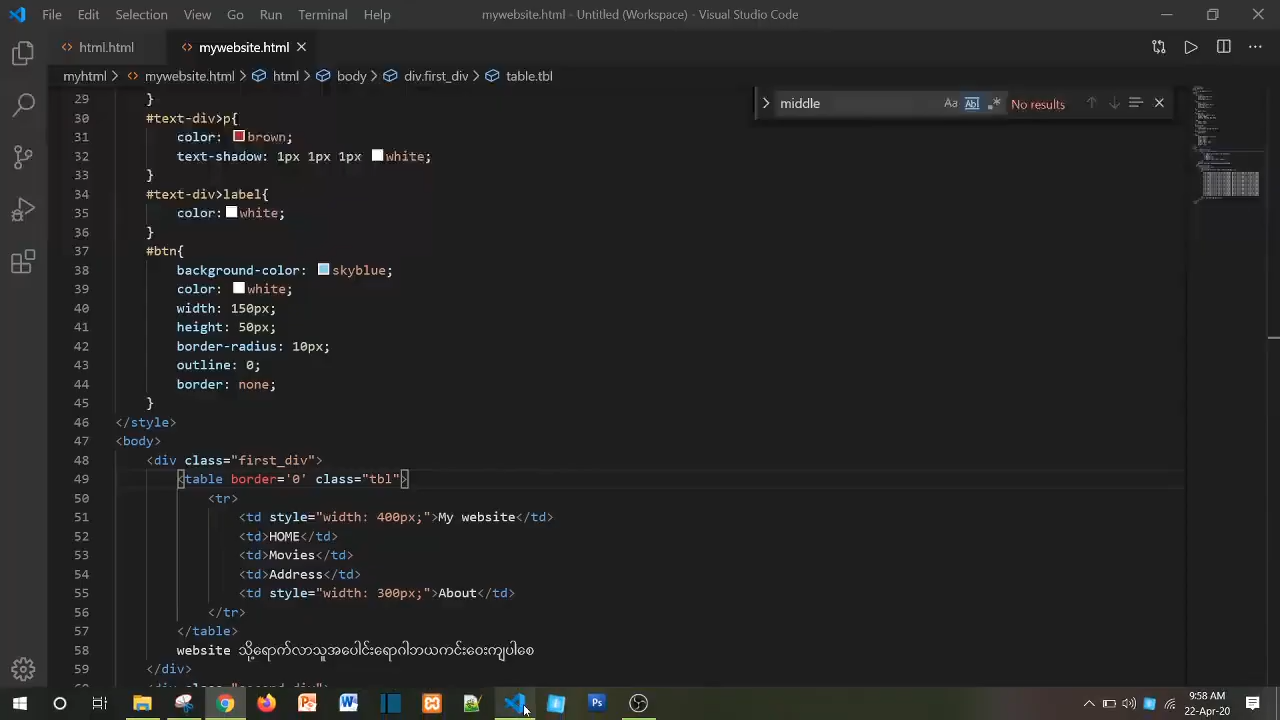 File Edit Selection View Go Run Terminal Help mywebsite.html - Untitled (Workspace) - Visual Studio Code
html.html mywebsite.html
myhtml > mywebsite.html > html > body > div.first_div > table.tbl
middle Aa Abl .* No results
29 }
30 #text-div>p{
31 color: brown;
32 text-shadow: 1px 1px 1px white;
33 }
34 #text-div>label{
35 color: white;
36 }
37 #btn{
38 background-color: skyblue;
39 color: white;
40 width: 150px;
41 height: 50px;
42 border-radius: 10px;
43 outline: 0;
44 border: none;
45 }
46 </style>
47 <body>
48 <div class="first_div">
49 <table border='0' class="tbl">
50 <tr>
51 <td style="width: 400px;">My website</td>
52 <td>HOME</td>
53 <td>Movies</td>
54 <td>Address</td>
55 <td style="width: 300px;">About</td>
56 </tr>
57 </table>
58 website သို့ရောက်လာသူအပေါင်းရောဂါဘယကင်းဝေးကျပါစေ
59 </div>
9:58 AM
22-Apr-20